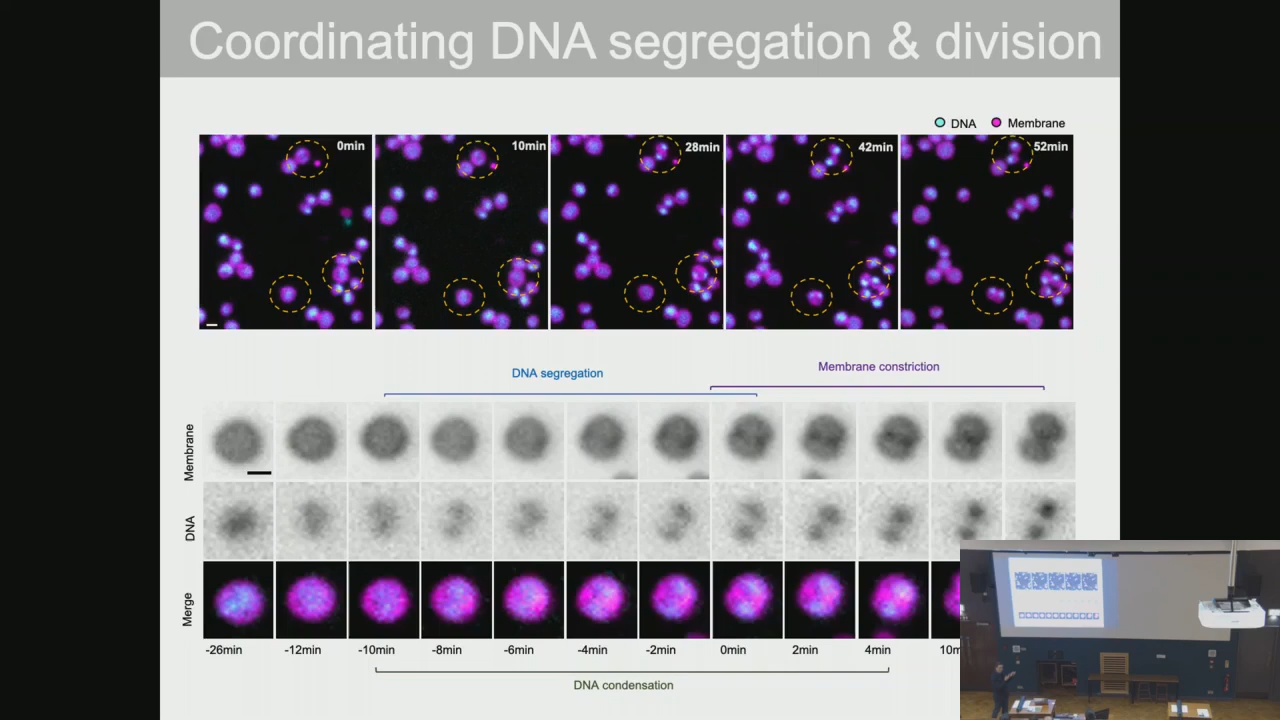 Coordinating DNA segregation & division
DNA Membrane
0min 10min 28min 42min 52min
DNA segregation Membrane constriction
Membrane
DNA
Merge
-26min -12min -10min -8min -6min -4min -2min 0min 2min 4min
DNA condensation